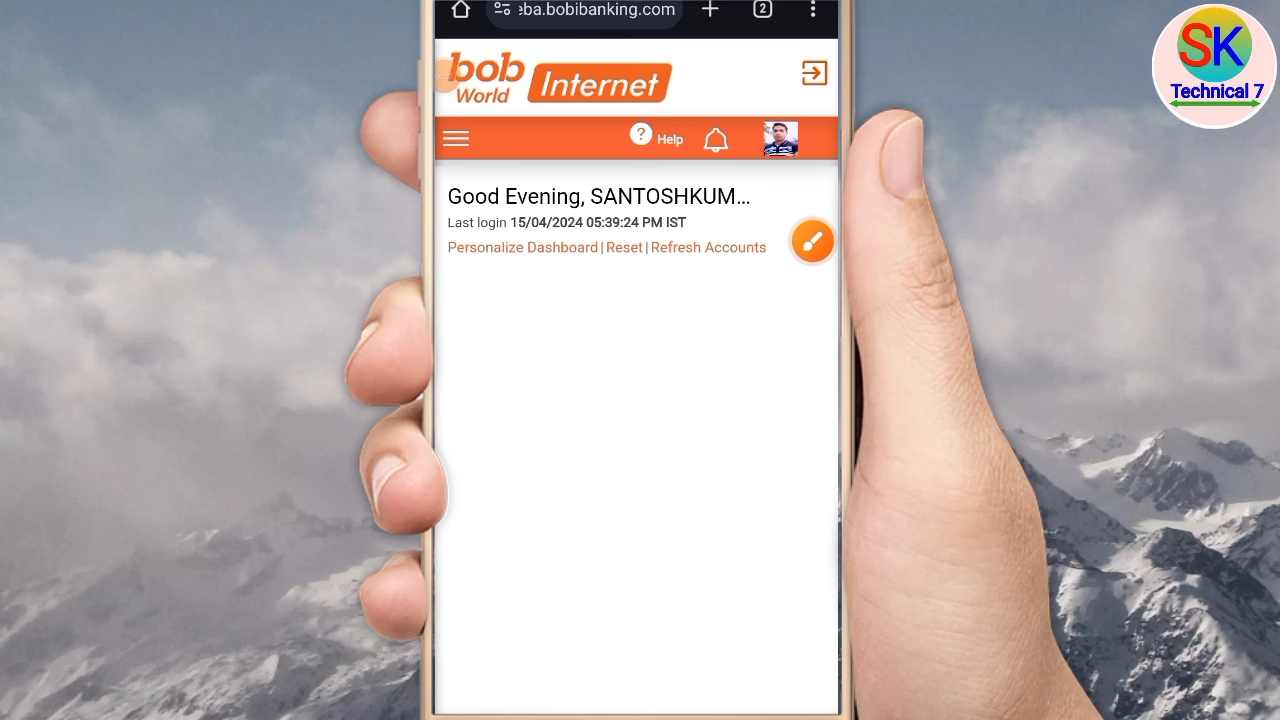 ɛba.bobibanking.com
2
bob
World
Internet
? Help
Good Evening, SANTOSHKUM...
Last login 15/04/2024 05:39:24 PM IST
Personalize Dashboard | Reset | Refresh Accounts
SK
Technical 7